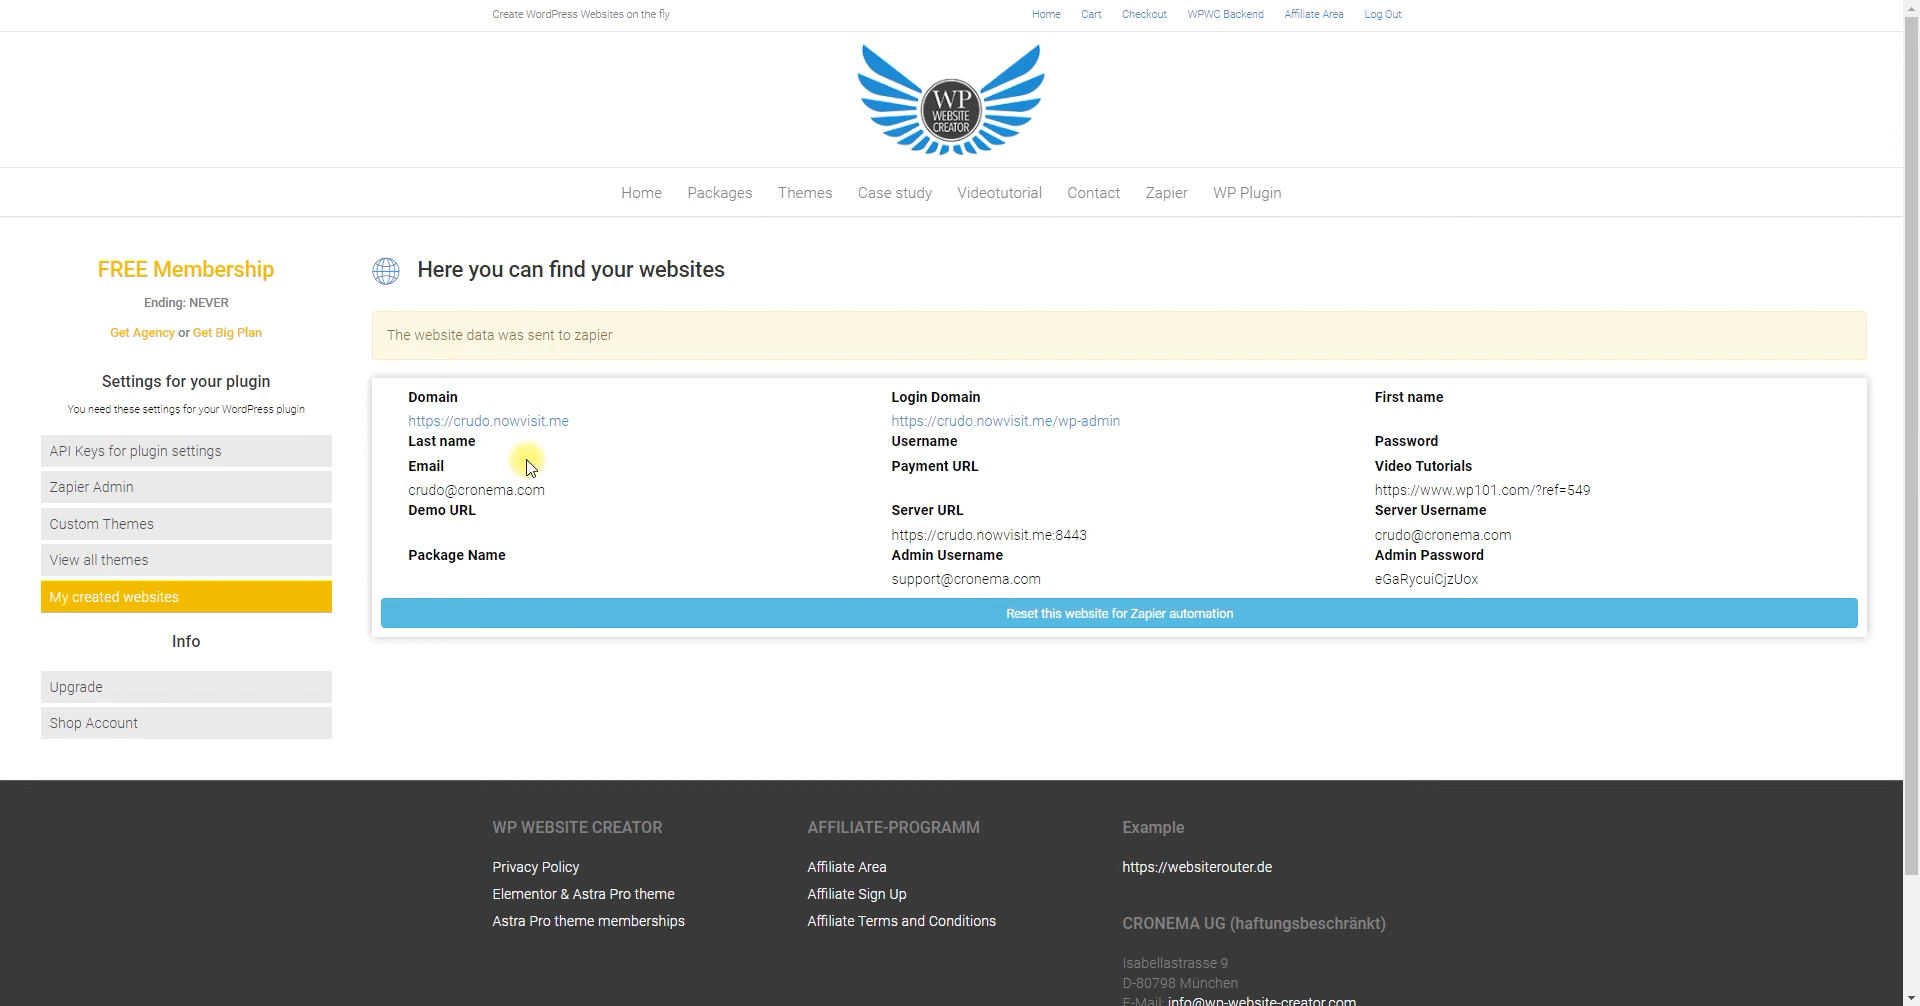 Create WordPress Websites on the fly
Home Cart Checkout WPWC Backend Affiliate Area Log Out
WP
WEBSITE
CREATOR
Home Packages Themes Case study Videotutorial Contact Zapier WP Plugin
FREE Membership
Ending: NEVER
Get Agency or Get Big Plan
Settings for your plugin
You need these settings for your WordPress plugin
API Keys for plugin settings
Zapier Admin
Custom Themes
View all themes
My created websites
Info
Upgrade
Shop Account
Here you can find your websites
The website data was sent to zapier
Domain Login Domain First name
https://crudo.nowvisit.me https://crudo.nowvisit.me/wp-admin
Last name Username Password
Email Payment URL Video Tutorials
crudo@cronema.com https://www.wp101.com/?ref=549
Demo URL Server URL Server Username
https://crudo.nowvisit.me:8443 crudo@cronema.com
Package Name Admin Username Admin Password
support@cronema.com eGaRycuiCjzUox
Reset this website for Zapier automation
WP WEBSITE CREATOR
Privacy Policy
Elementor & Astra Pro theme
Astra Pro theme memberships
AFFILIATE-PROGRAMM
Affiliate Area
Affiliate Sign Up
Affiliate Terms and Conditions
Example
https://websiterouter.de
CRONEMA UG (haftungsbeschränkt)
Isabellastrasse 9
D-80798 München
E-Mail: info@wp-website-creator.com